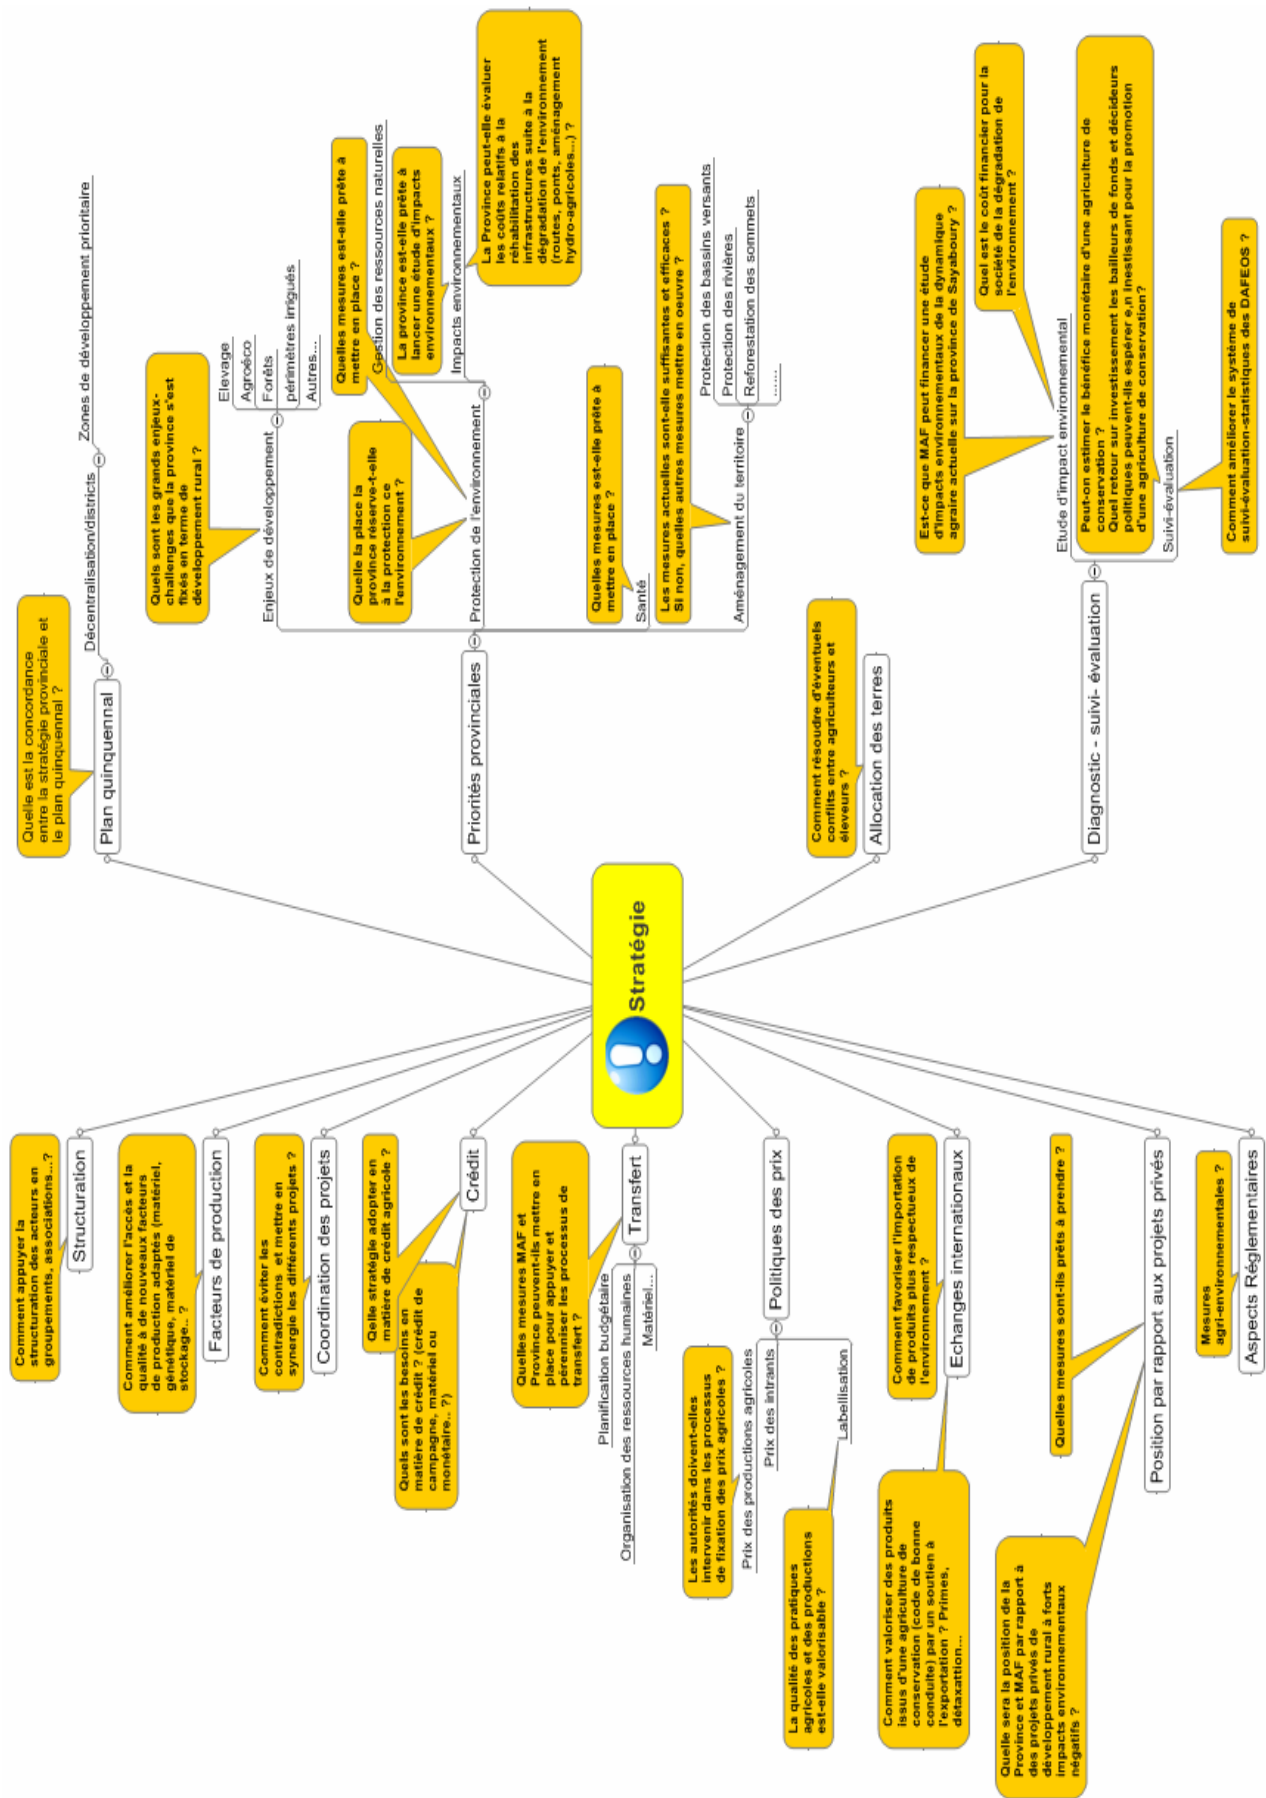 Stratégie
Comment appuyer la
structuration des acteurs en
groupements, associations...?
Structuration
Comment améliorer l'accès et la
qualité à de nouveaux facteurs
de production adaptés (matériel,
génétique, matériel de
stockage.. ?
Facteurs de production
Comment éviter les
contradictions et mettre en
synergie les différents projets ?
Coordination des projets
Qelle stratégie adopter en
matière de crédit agricole ?
Quels sont les besoins en
matière de crédit ? (crédit de
campagne, matériel ou
monétaire.. ?)
Crédit
Quelles mesures MAF et
Province peuvent-ils mettre en
place pour appuyer et
pérenniser les processus de
transfert ?
Transfert
Planification budgétaire
Organisation des ressources humaines
Matériel...
Les autorités doivent-elles
intervenir dans les processus
de fixation des prix agricoles ?
Politiques des prix
Prix des productions agricoles
Prix des intrants
Labellisation
La qualité des pratiques
agricoles et des productions
est-elle valorisable ?
Comment favoriser l'importation
de produits plus respectueux de
l'environnement ?
Echanges internationaux
Comment valoriser des produits
issus d'une agriculture de
conservation (code de bonne
conduite) par un soutien à
l'exportation ? Primes,
détaxattion...
Quelles mesures sont-ils prêts à prendre ?
Position par rapport aux projets privés
Quelle sera la position de la
Province et MAF par rapport à
des projets privés de
développement rural à forts
impacts environnementaux
négatifs ?
Mesures
agri-environnementales ?
Aspects Réglementaires
Quelle est la concordance
entre la stratégie provinciale et
le plan quinquennal ?
Plan quinquennal
Décentralisation/districts
Zones de développement prioritaire
Priorités provinciales
Quels sont les grands enjeux-
challenges que la province s'est
fixés en terme de
développement rural ?
Enjeux de développement
Elevage
Agroéco
Forêts
périmètres irrigués
Autres...
Quelle la place la
province réserve-t-elle
à la protection ce
l'environnement ?
Protection de l'environnement
Quelles mesures est-elle prête à
mettre en place ?
Gestion des ressources naturelles
La province est-elle prête à
lancer une étude d'impacts
environnementaux ?
Impacts environnementaux
La Province peut-elle évaluer
les coûts relatifs à la
réhabilitation des
infrastructures suite à la
dégradation de l'environnement
(routes, ponts, aménagement
hydro-agricoles...) ?
Quelles mesures est-elle prête à
mettre en place ?
Santé
Les mesures actuelles sont-elle suffisantes et efficaces ?
Si non, quelles autres mesures mettre en oeuvre ?
Aménagement du territoire
Protection des bassins versants
Protection des rivières
Reforestation des sommets
......
Comment résoudre d'éventuels
conflits entre agriculteurs et
éleveurs ?
Allocation des terres
Diagnostic - suivi- évaluation
Est-ce que MAF peut financer une étude
d'impacts environnementaux de la dynamique
agraire actuelle sur la province de Sayaboury ?
Quel est le coût financier pour la
société de la dégradation de
l'environnement ?
Etude d'impact environnemental
Peut-on estimer le bénéfice monétaire d'une agriculture de
conservation ?
Quel retour sur investissement les bailleurs de fonds et décideurs
politiques peuvent-ils espérer e,n inestissant pour la promotion
d'une agriculture de conservation?
Suivi-évaluation
Comment améliorer le système de
suivi-évaluation-statistiques des DAFEOS ?